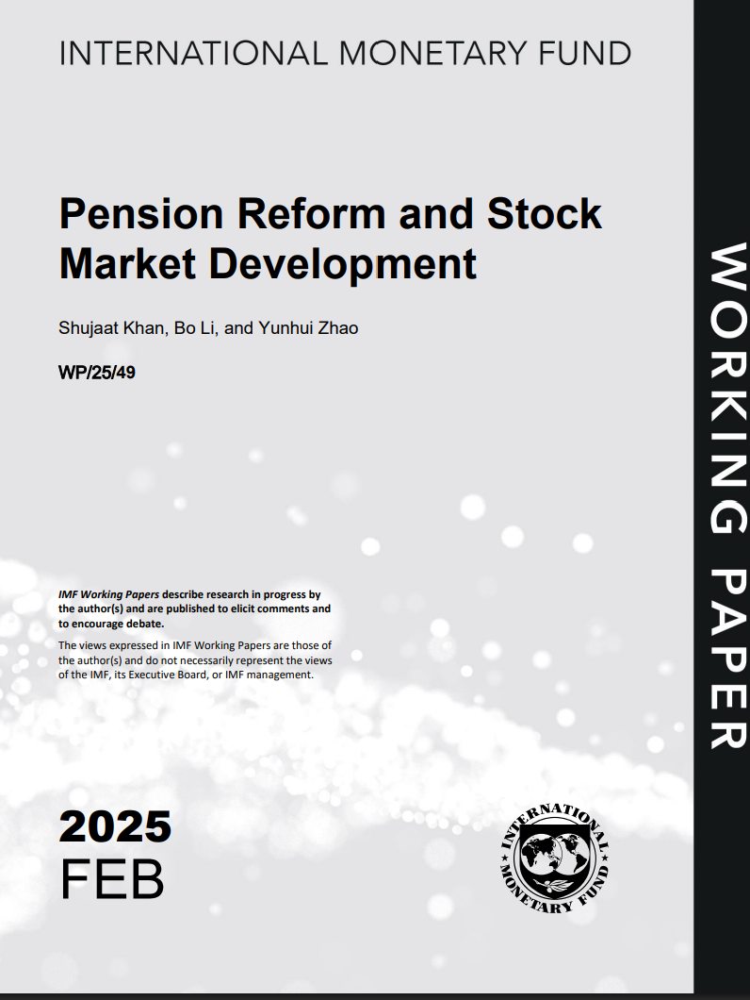 INTERNATIONAL MONETARY FUND
Pension Reform and Stock
Market Development
Shujaat Khan, Bo Li, and Yunhui Zhao
WP/25/49
IMF Working Papers describe research in progress by
the author(s) and are published to elicit comments and
to encourage debate.
The views expressed in IMF Working Papers are those of
the author(s) and do not necessarily represent the views
of the IMF, its Executive Board, or IMF management.
2025
FEB
INTERNATIONAL
MONETARY FUND
WORKING PAPER